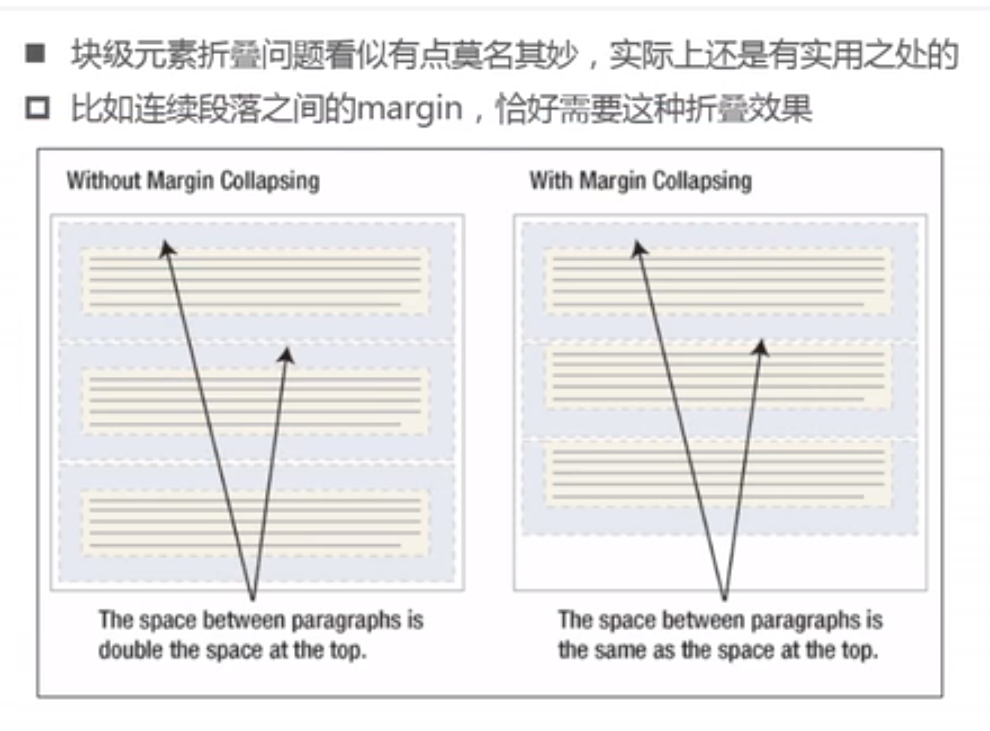 块级元素折叠问题看似有点莫名其妙，实际上还是有实用之处的
比如连续段落之间的margin，恰好需要这种折叠效果
Without Margin Collapsing
With Margin Collapsing
The space between paragraphs is
double the space at the top.
The space between paragraphs is
the same as the space at the top.